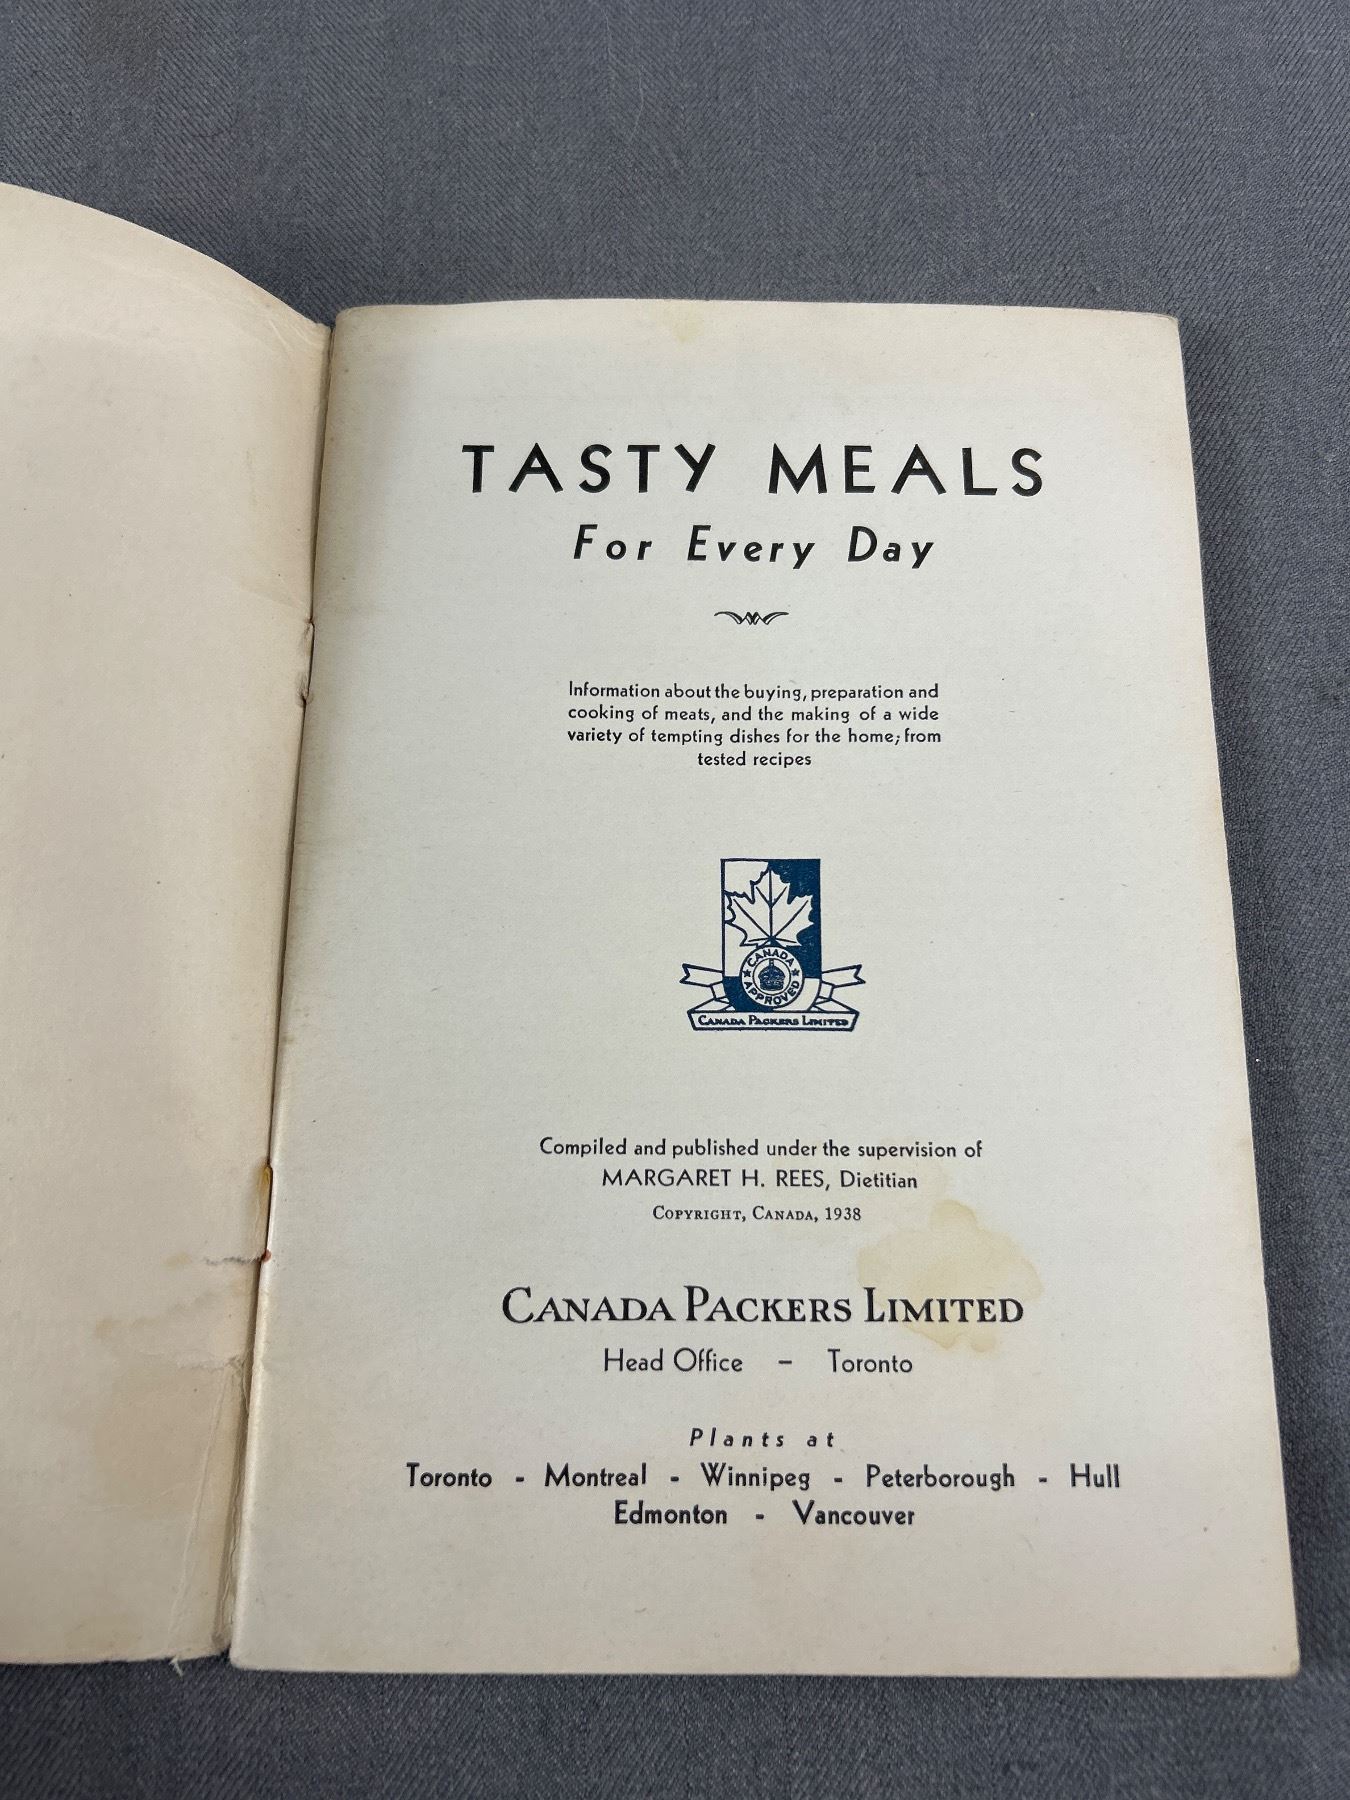 TASTY MEALS
For Every Day
Information about the buying, preparation and
cooking of meats, and the making of a wide
variety of tempting dishes for the home; from
tested recipes
CANADA
APPROVED
CANADA PACKERS LIMITED
Compiled and published under the supervision of
MARGARET H. REES, Dietitian
COPYRIGHT, CANADA, 1938
CANADA PACKERS LIMITED
Head Office – Toronto
Plants at
Toronto - Montreal - Winnipeg - Peterborough - Hull
Edmonton - Vancouver